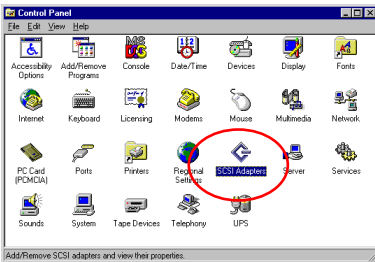 Control Panel
File Edit View Help
Accessibility Options
Add/Remove Programs
Console
Date/Time
Devices
Display
Fonts
Internet
Keyboard
Licensing
Modems
Mouse
Multimedia
Network
PC Card (PCMCIA)
Ports
Printers
Regional Settings
SCSI Adapters
Server
Services
Sounds
System
Tape Devices
Telephony
UPS
Add/Remove SCSI adapters and view their properties.